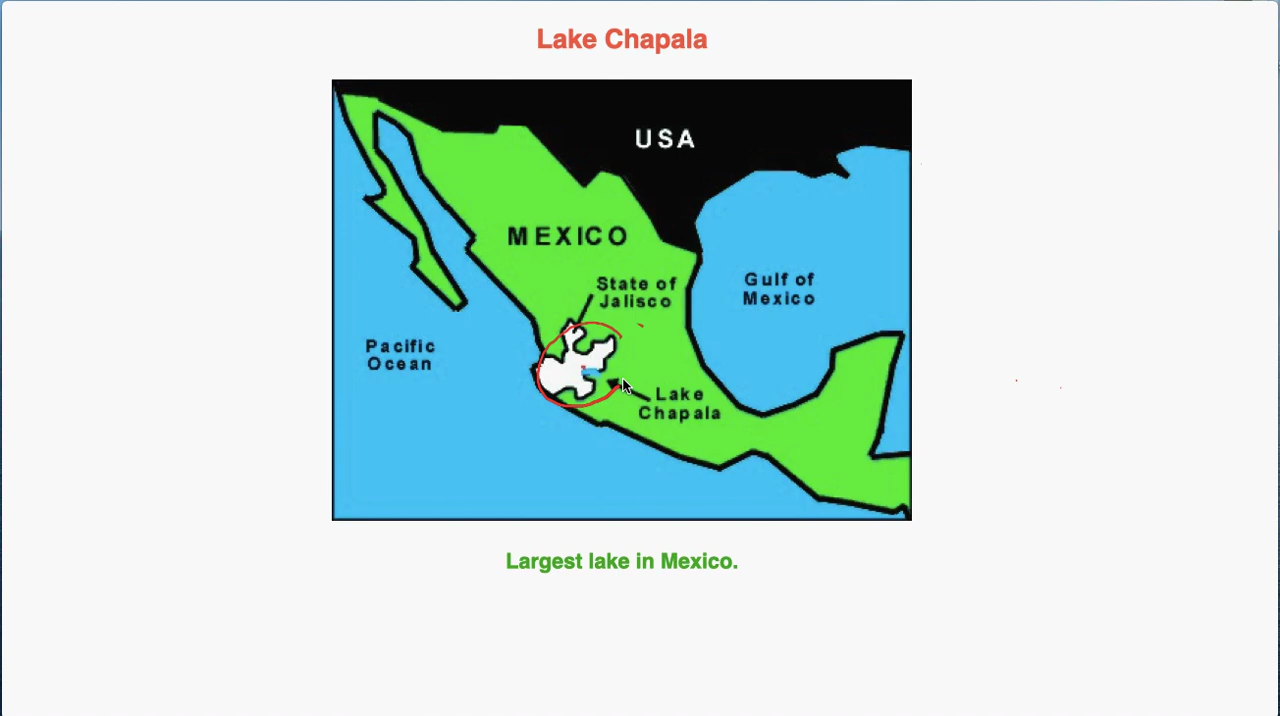 Lake Chapala
USA
MEXICO
State of
Jalisco
Gulf of
Mexico
Pacific
Ocean
Lake
Chapala
Largest lake in Mexico.